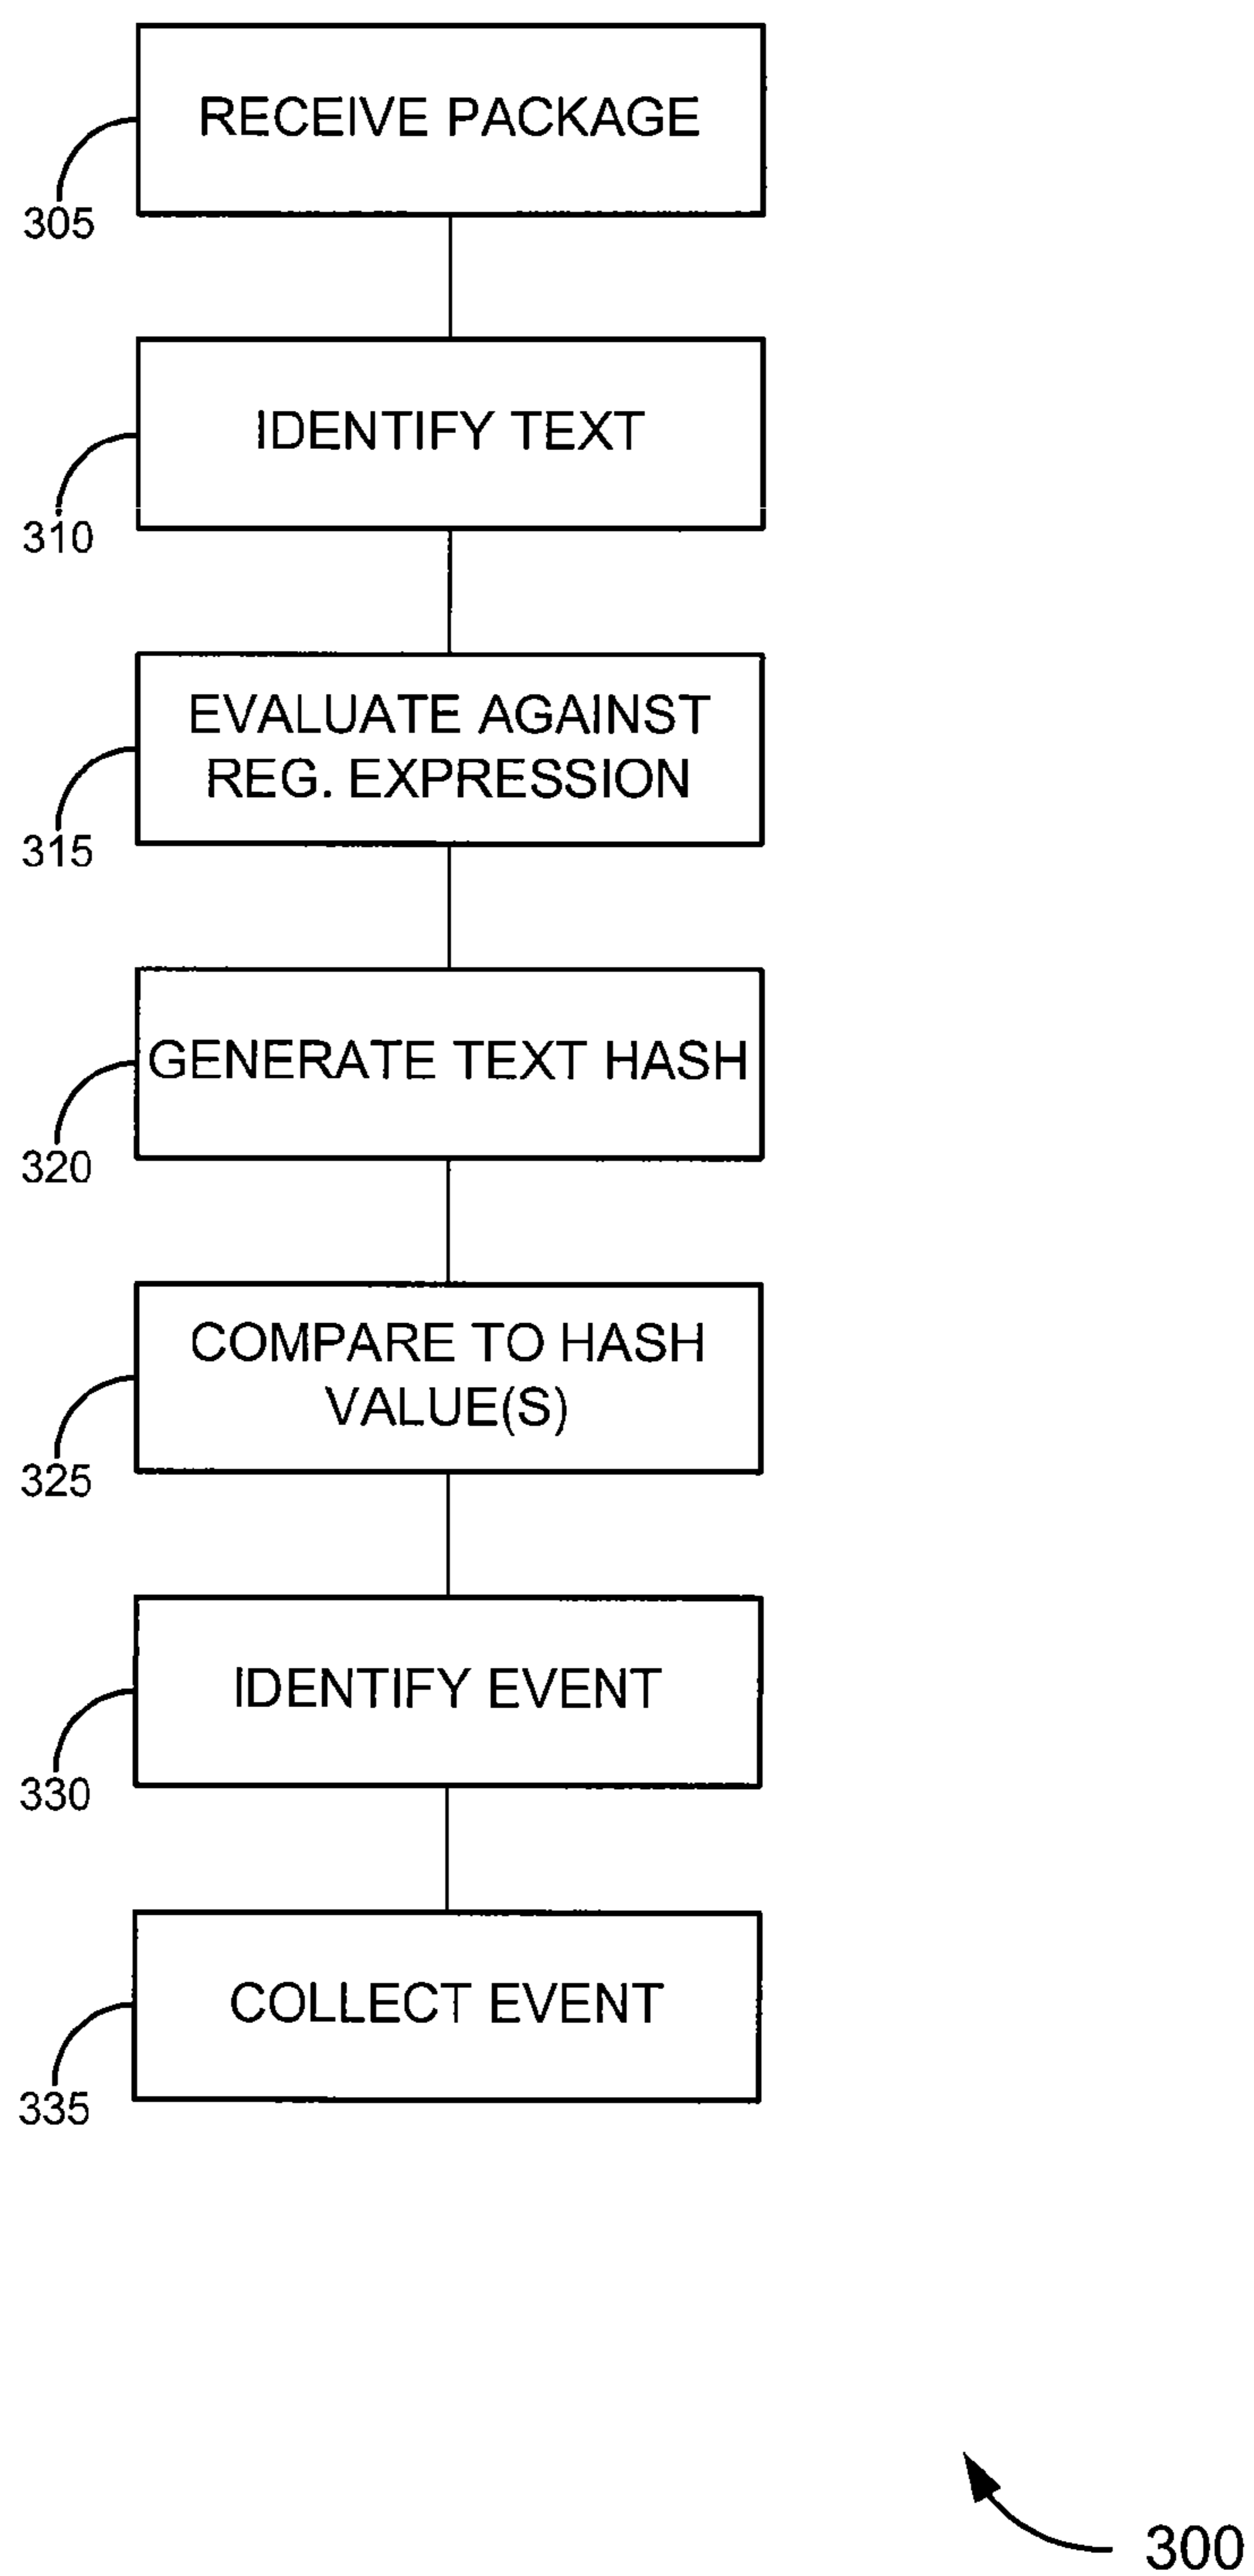 RECEIVE PACKAGE
305
IDENTIFY TEXT
310
EVALUATE AGAINST
REG. EXPRESSION
315
GENERATE TEXT HASH
320
COMPARE TO HASH
VALUE(S)
325
IDENTIFY EVENT
330
COLLECT EVENT
335
300